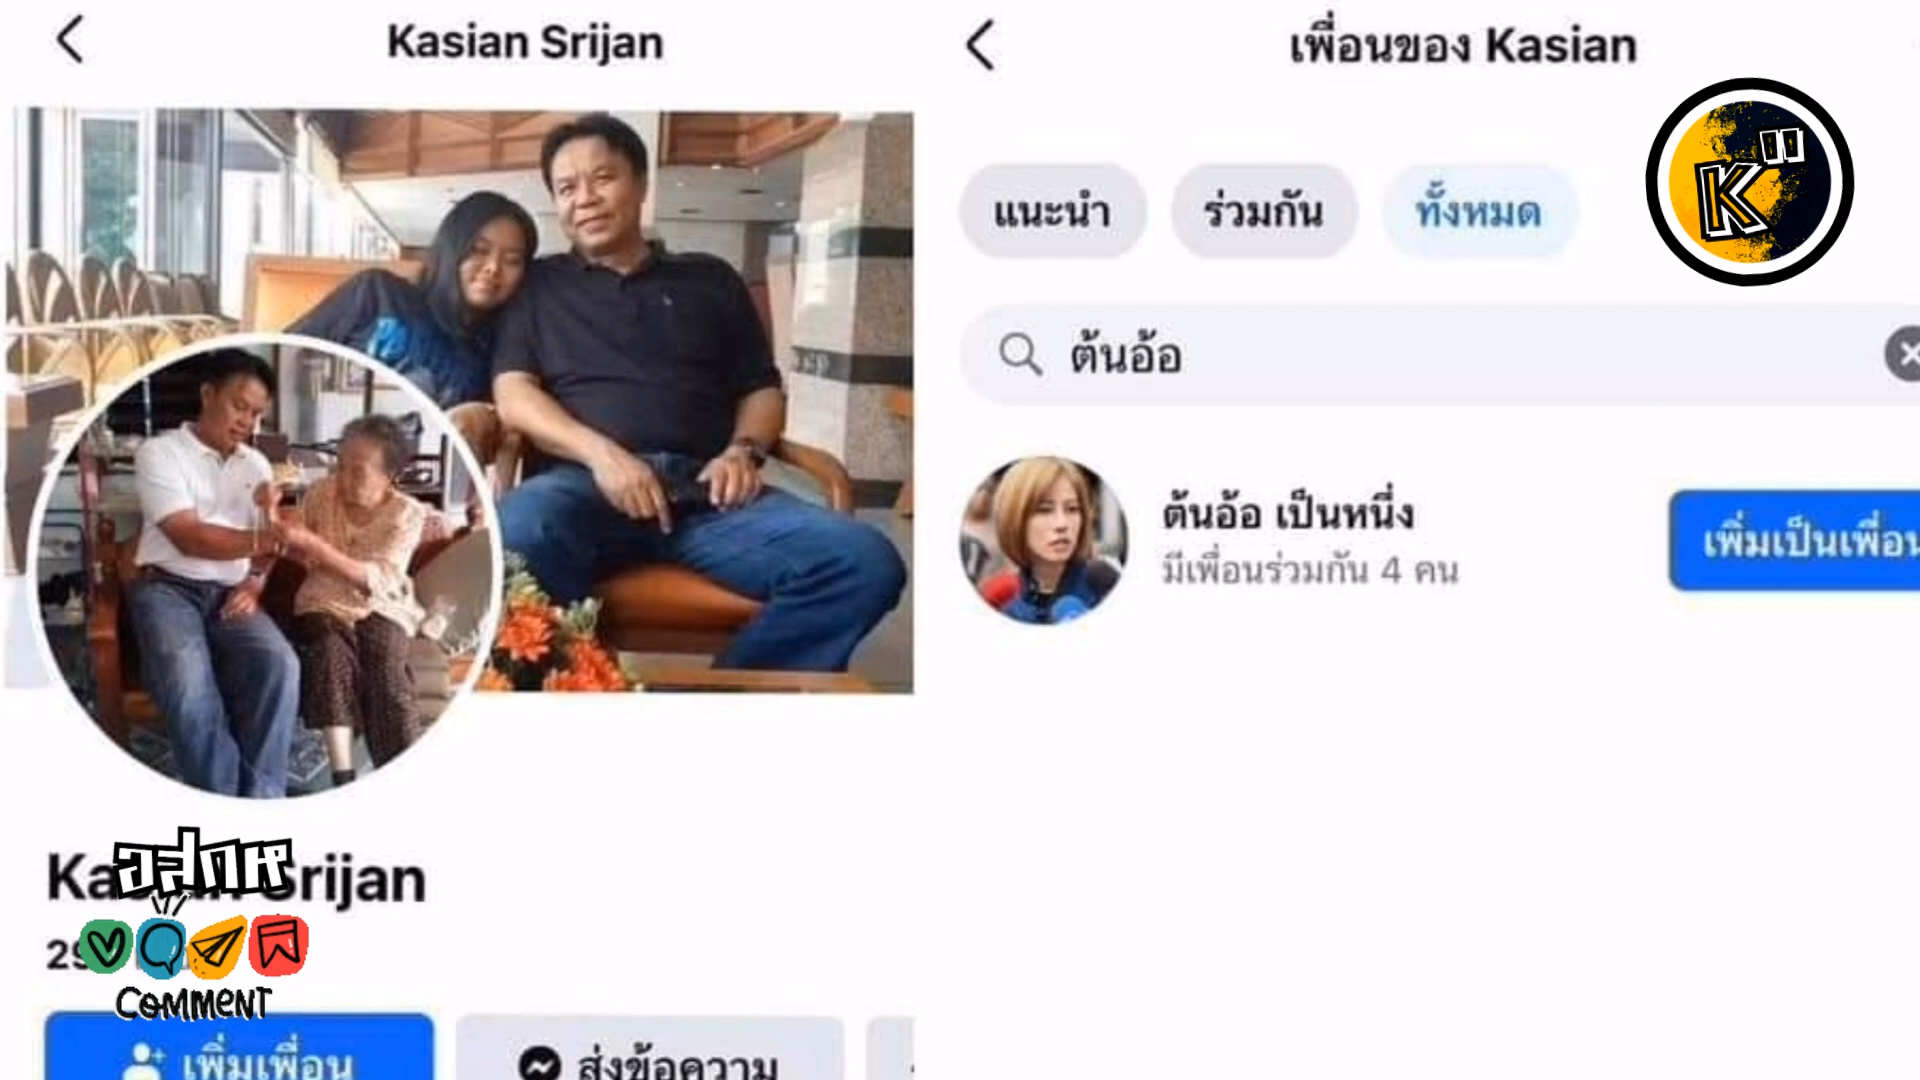 Kasian Srijan
อสกห
Srijan
COMMENT
เพิ่มเพื่อน
ส่งข้อความ
เพื่อนของ Kasian
K"
แนะนำ
ร่วมกัน
ทั้งหมด
ต้นอ้อ
ต้นอ้อ เป็นหนึ่ง
มีเพื่อนร่วมกัน 4 คน
เพิ่มเป็นเพื่อน